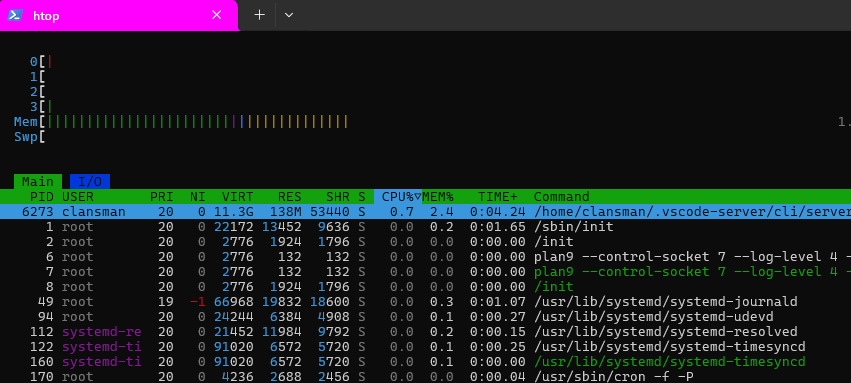 htop
0[|
1[
2[
3[|
Mem[||||||||||||||||||||||||||||||||||||||| 1.
Swp[
Main I/O
PID USER PRI NI VIRT RES SHR S CPU%▽MEM% TIME+ Command
6273 clansman 20 0 11.3G 138M 53440 S 0.7 2.4 0:04.24 /home/clansman/.vscode-server/cli/server
1 root 20 0 22172 13452 9636 S 0.0 0.2 0:01.65 /sbin/init
2 root 20 0 2776 1924 1796 S 0.0 0.0 0:00.00 /init
6 root 20 0 2776 132 132 S 0.0 0.0 0:00.00 plan9 --control-socket 7 --log-level 4 -
7 root 20 0 2776 132 132 S 0.0 0.0 0:00.00 plan9 --control-socket 7 --log-level 4 -
8 root 20 0 2776 1924 1796 S 0.0 0.0 0:00.00 /init
49 root 19 -1 66968 19832 18600 S 0.0 0.3 0:01.07 /usr/lib/systemd/systemd-journald
94 root 20 0 24244 6384 4908 S 0.0 0.1 0:00.27 /usr/lib/systemd/systemd-udevd
112 systemd-re 20 0 21452 11984 9792 S 0.0 0.2 0:00.15 /usr/lib/systemd/systemd-resolved
122 systemd-ti 20 0 91020 6572 5720 S 0.0 0.1 0:00.25 /usr/lib/systemd/systemd-timesyncd
160 systemd-ti 20 0 91020 6572 5720 S 0.0 0.1 0:00.00 /usr/lib/systemd/systemd-timesyncd
170 root 20 0 4236 2688 2456 S 0.0 0.0 0:00.04 /usr/sbin/cron -f -P